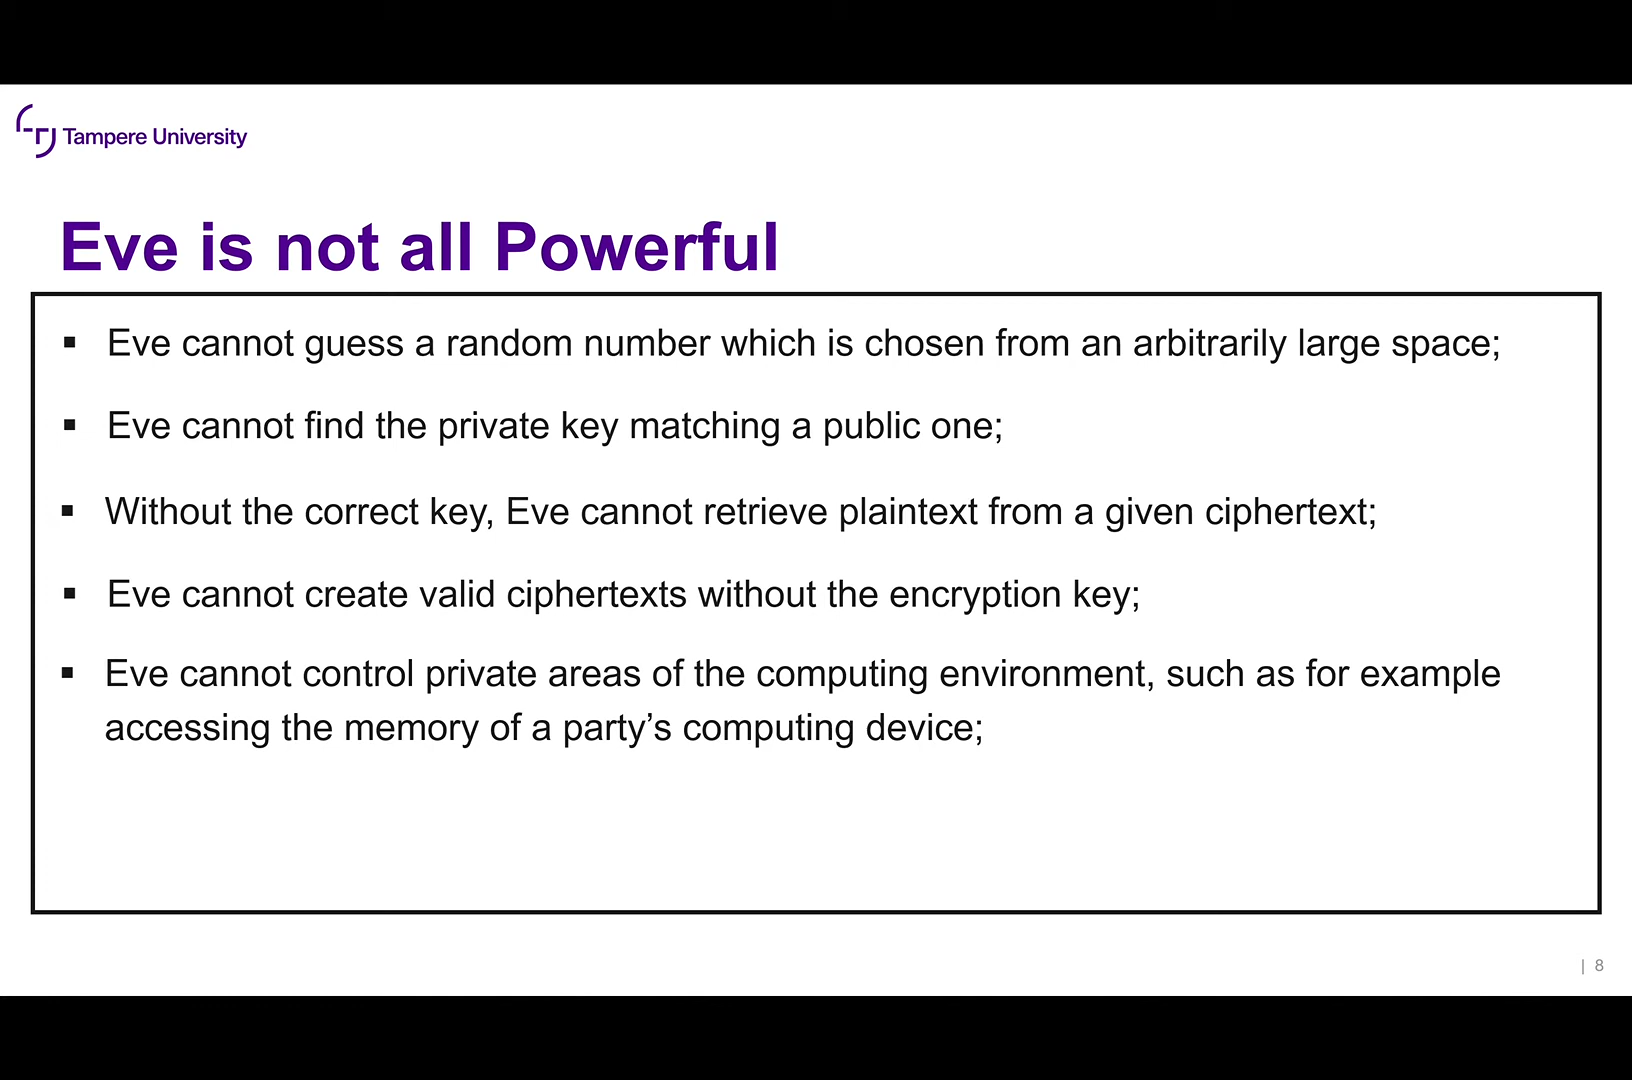 Tampere University
Eve is not all Powerful
▪ Eve cannot guess a random number which is chosen from an arbitrarily large space;
▪ Eve cannot find the private key matching a public one;
▪ Without the correct key, Eve cannot retrieve plaintext from a given ciphertext;
▪ Eve cannot create valid ciphertexts without the encryption key;
▪ Eve cannot control private areas of the computing environment, such as for example
accessing the memory of a party’s computing device;
| 8